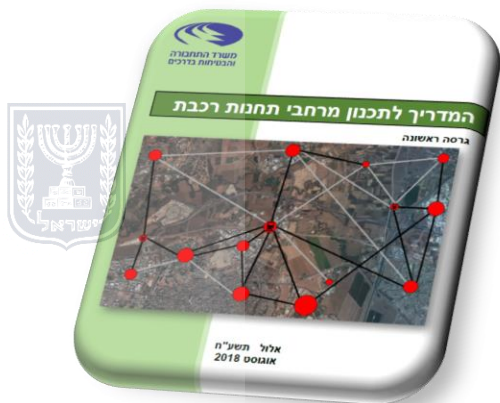 משרד התחבורה
והבטיחות בדרכים
המדריך לתכנון מרחבי תחנות רכבת
גרסה ראשונה
ישראל
אלול תשע"ח
אוגוסט 2018